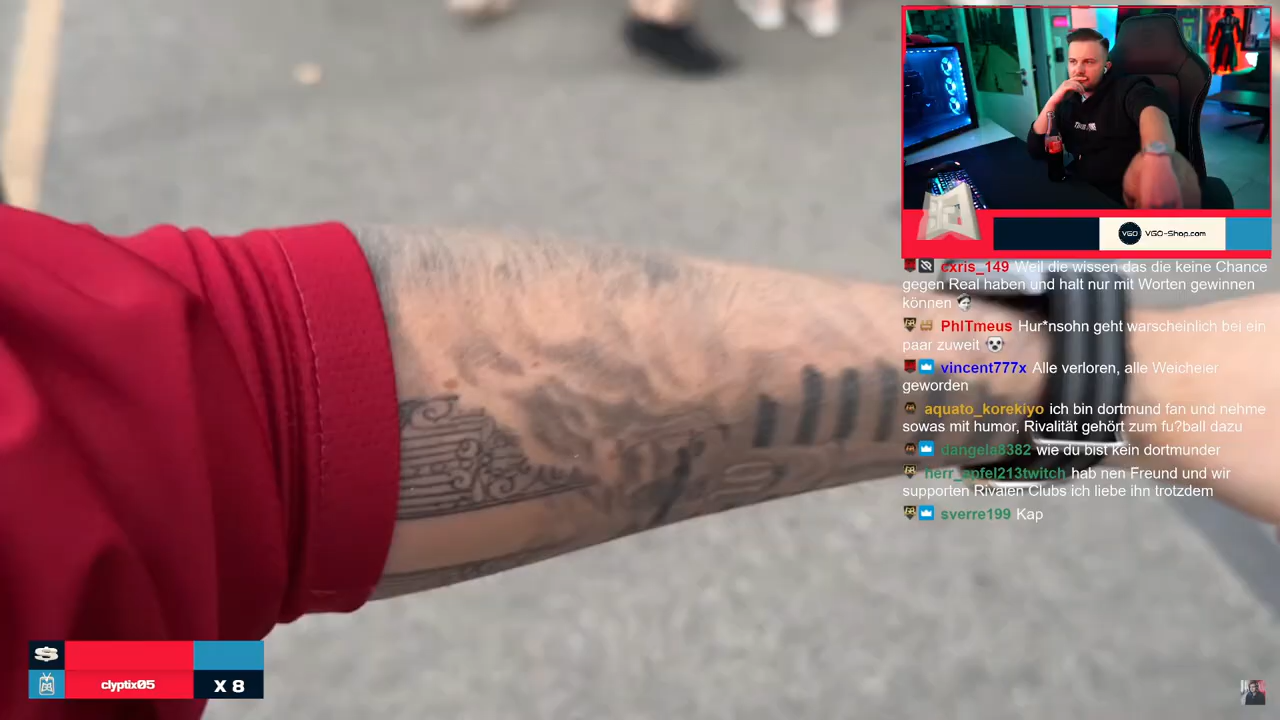 VGO VGO-Shop.com
cxris_149 Weil die wissen das die keine Chance
gegen Real haben und halt nur mit Worten gewinnen
können
PhlTmeus Hur*nsohn geht warscheinlich bei ein
paar zuweit
vincent777x Alle verloren, alle Weicheier
geworden
aquato_korekiyo ich bin dortmund fan und nehme
sowas mit humor, Rivalität gehört zum fu?ball dazu
dangela8382 wie du bist kein dortmunder
herr_apfel213twitch hab nen Freund und wir
supporten Rivalen Clubs ich liebe ihn trotzdem
sverre199 Kap
clyptix05 X 8